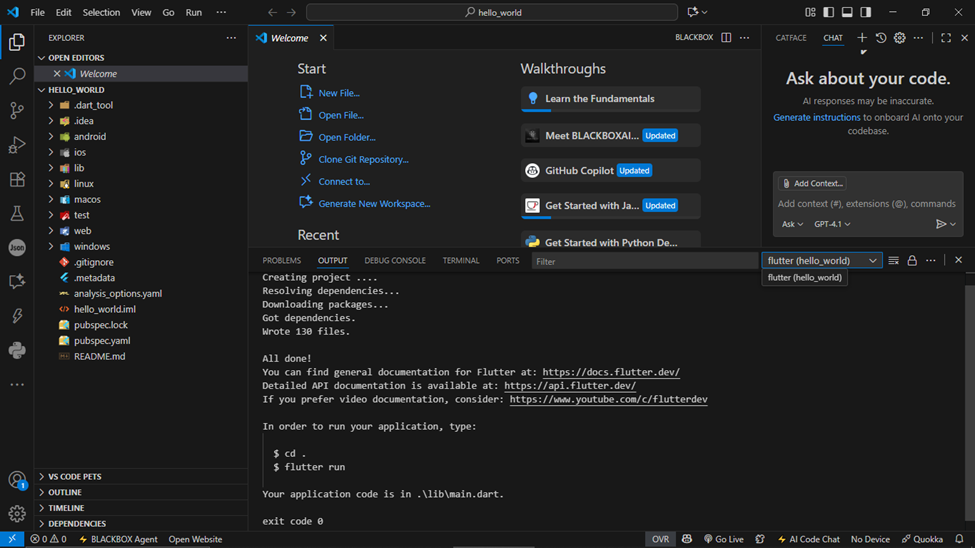 File Edit Selection View Go Run ···
hello_world
EXPLORER
OPEN EDITORS
Welcome
HELLO_WORLD
.dart_tool
.idea
android
ios
lib
linux
macos
test
web
windows
.gitignore
.metadata
analysis_options.yaml
hello_world.iml
pubspec.lock
pubspec.yaml
README.md
VS CODE PETS
OUTLINE
TIMELINE
DEPENDENCIES
Json
1
Welcome
BLACKBOX
Start
New File...
Open File...
Open Folder...
Clone Git Repository...
Connect to...
Generate New Workspace...
Recent
Walkthroughs
Learn the Fundamentals
Meet BLACKBOXAI... Updated
GitHub Copilot Updated
Get Started with Ja... Updated
Get Started with Python De...
CATFACE CHAT
Ask about your code.
AI responses may be inaccurate.
Generate instructions to onboard AI onto your
codebase.
Add Context...
Add context (#), extensions (@), commands
Ask GPT-4.1
PROBLEMS OUTPUT DEBUG CONSOLE TERMINAL PORTS Filter flutter (hello_world)
flutter (hello_world)
Creating project ....
Resolving dependencies...
Downloading packages...
Got dependencies.
Wrote 130 files.
All done!
You can find general documentation for Flutter at: https://docs.flutter.dev/
Detailed API documentation is available at: https://api.flutter.dev/
If you prefer video documentation, consider: https://www.youtube.com/c/flutterdev
In order to run your application, type:
$ cd .
$ flutter run
Your application code is in .\lib\main.dart.
exit code 0
0 0 BLACKBOX Agent Open Website OVR Go Live AI Code Chat No Device Quokka